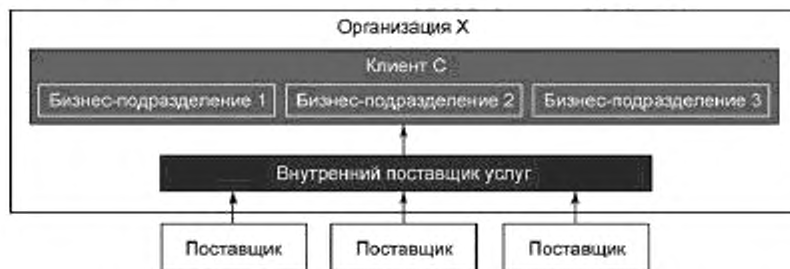 Организация X
Клиент C
Бизнес-подразделение 1 Бизнес-подразделение 2 Бизнес-подразделение 3
Внутренний поставщик услуг
Поставщик Поставщик Поставщик